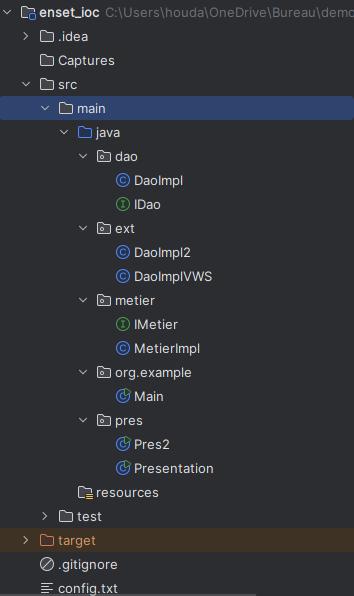 enset_ioc C:\Users\houda\OneDrive\Bureau\demo
.idea
Captures
src
main
java
dao
DaoImpl
IDao
ext
DaoImpl2
DaoImplVWS
metier
IMetier
MetierImpl
org.example
Main
pres
Pres2
Presentation
resources
test
target
.gitignore
config.txt